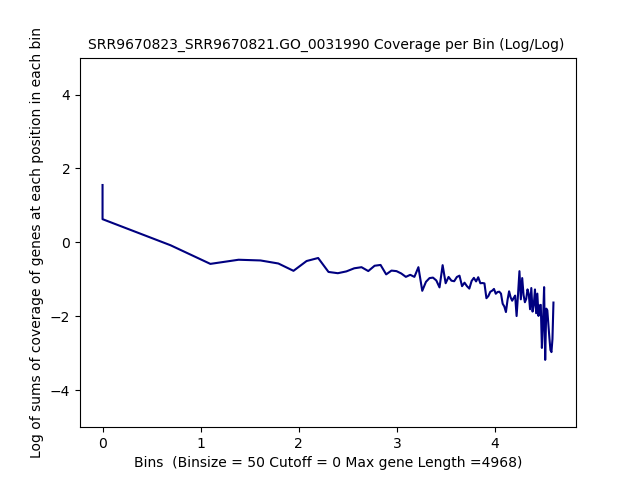 SRR9670823_SRR9670821.GO_0031990 Coverage per Bin (Log/Log)
Log of sums of coverage of genes at each position in each bin
4
2
0
−2
−4
0 1 2 3 4
Bins  (Binsize = 50 Cutoff = 0 Max gene Length =4968)